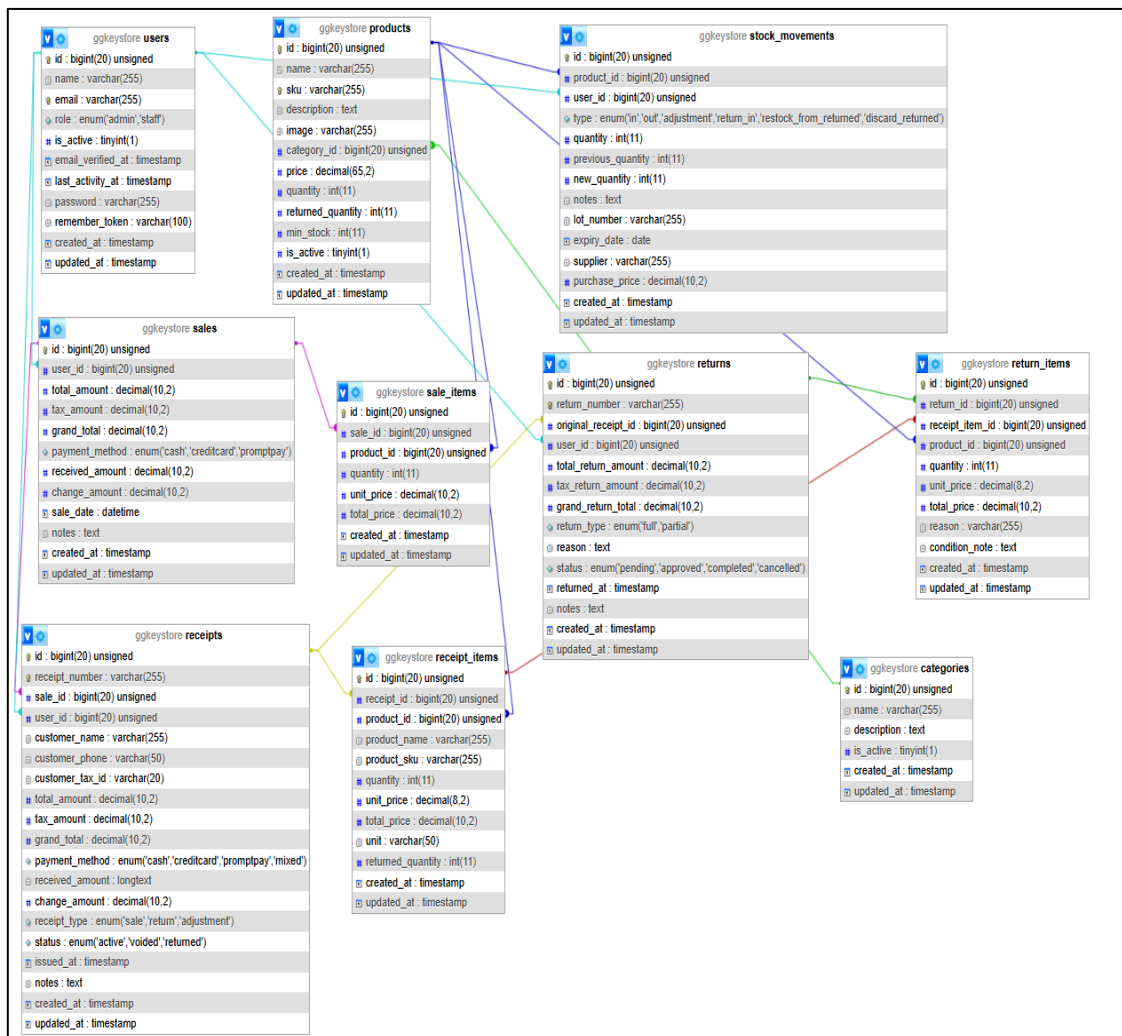 ggkeystore users
id : bigint(20) unsigned
name : varchar(255)
email : varchar(255)
role : enum('admin','staff')
is_active : tinyint(1)
email_verified_at : timestamp
last_activity_at : timestamp
password : varchar(255)
remember_token : varchar(100)
created_at : timestamp
updated_at : timestamp
ggkeystore products
id : bigint(20) unsigned
name : varchar(255)
sku : varchar(255)
description : text
image : varchar(255)
category_id : bigint(20) unsigned
price : decimal(65,2)
quantity : int(11)
returned_quantity : int(11)
min_stock : int(11)
is_active : tinyint(1)
created_at : timestamp
updated_at : timestamp
ggkeystore stock_movements
id : bigint(20) unsigned
product_id : bigint(20) unsigned
user_id : bigint(20) unsigned
type : enum('in','out','adjustment','return_in','restock_from_returned','discard_returned')
quantity : int(11)
previous_quantity : int(11)
new_quantity : int(11)
notes : text
lot_number : varchar(255)
expiry_date : date
supplier : varchar(255)
purchase_price : decimal(10,2)
created_at : timestamp
updated_at : timestamp
ggkeystore sales
id : bigint(20) unsigned
user_id : bigint(20) unsigned
total_amount : decimal(10,2)
tax_amount : decimal(10,2)
grand_total : decimal(10,2)
payment_method : enum('cash','creditcard','promptpay')
received_amount : decimal(10,2)
change_amount : decimal(10,2)
sale_date : datetime
notes : text
created_at : timestamp
updated_at : timestamp
ggkeystore sale_items
id : bigint(20) unsigned
sale_id : bigint(20) unsigned
product_id : bigint(20) unsigned
quantity : int(11)
unit_price : decimal(10,2)
total_price : decimal(10,2)
created_at : timestamp
updated_at : timestamp
ggkeystore returns
id : bigint(20) unsigned
return_number : varchar(255)
original_receipt_id : bigint(20) unsigned
user_id : bigint(20) unsigned
total_return_amount : decimal(10,2)
tax_return_amount : decimal(10,2)
grand_return_total : decimal(10,2)
return_type : enum('full','partial')
reason : text
status : enum('pending','approved','completed','cancelled')
returned_at : timestamp
notes : text
created_at : timestamp
updated_at : timestamp
ggkeystore return_items
id : bigint(20) unsigned
return_id : bigint(20) unsigned
receipt_item_id : bigint(20) unsigned
product_id : bigint(20) unsigned
quantity : int(11)
unit_price : decimal(8,2)
total_price : decimal(10,2)
reason : varchar(255)
condition_note : text
created_at : timestamp
updated_at : timestamp
ggkeystore receipts
id : bigint(20) unsigned
receipt_number : varchar(255)
sale_id : bigint(20) unsigned
user_id : bigint(20) unsigned
customer_name : varchar(255)
customer_phone : varchar(50)
customer_tax_id : varchar(20)
total_amount : decimal(10,2)
tax_amount : decimal(10,2)
grand_total : decimal(10,2)
payment_method : enum('cash','creditcard','promptpay','mixed')
received_amount : longtext
change_amount : decimal(10,2)
receipt_type : enum('sale','return','adjustment')
status : enum('active','voided','returned')
issued_at : timestamp
notes : text
created_at : timestamp
updated_at : timestamp
ggkeystore receipt_items
id : bigint(20) unsigned
receipt_id : bigint(20) unsigned
product_id : bigint(20) unsigned
product_name : varchar(255)
product_sku : varchar(255)
quantity : int(11)
unit_price : decimal(8,2)
total_price : decimal(10,2)
unit : varchar(50)
returned_quantity : int(11)
created_at : timestamp
updated_at : timestamp
ggkeystore categories
id : bigint(20) unsigned
name : varchar(255)
description : text
is_active : tinyint(1)
created_at : timestamp
updated_at : timestamp